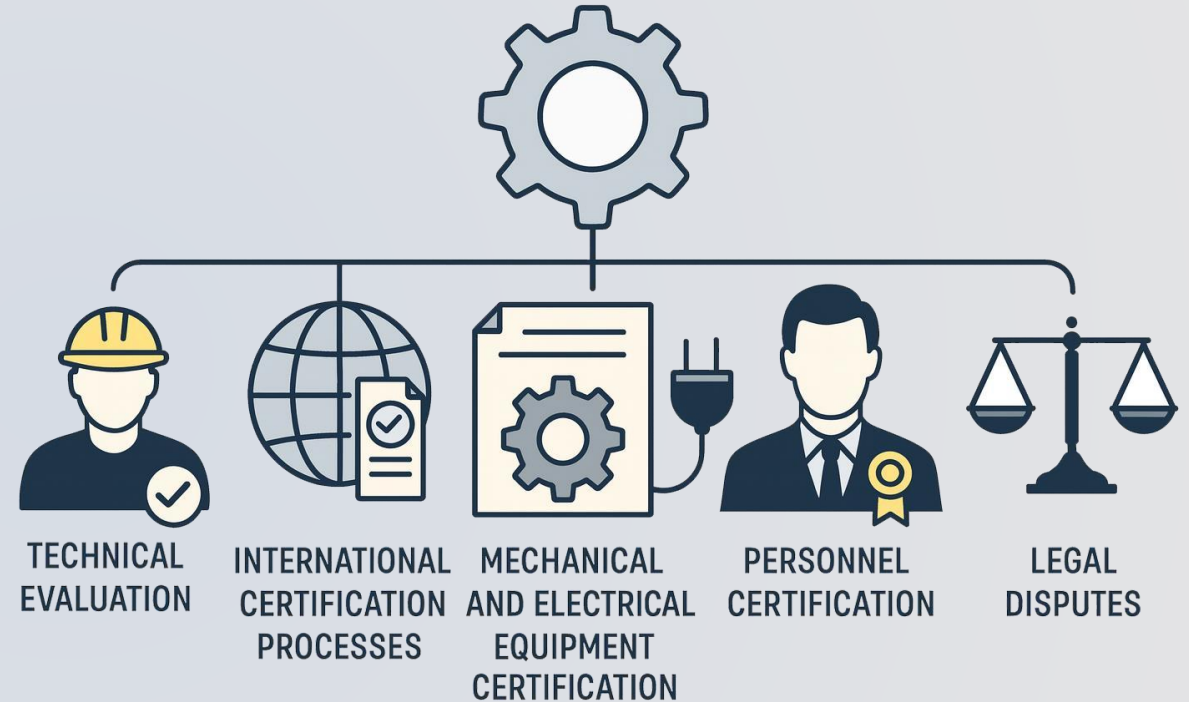 TECHNICAL
EVALUATION
INTERNATIONAL
CERTIFICATION
PROCESSES
MECHANICAL
AND ELECTRICAL
EQUIPMENT
CERTIFICATION
PERSONNEL
CERTIFICATION
LEGAL
DISPUTES